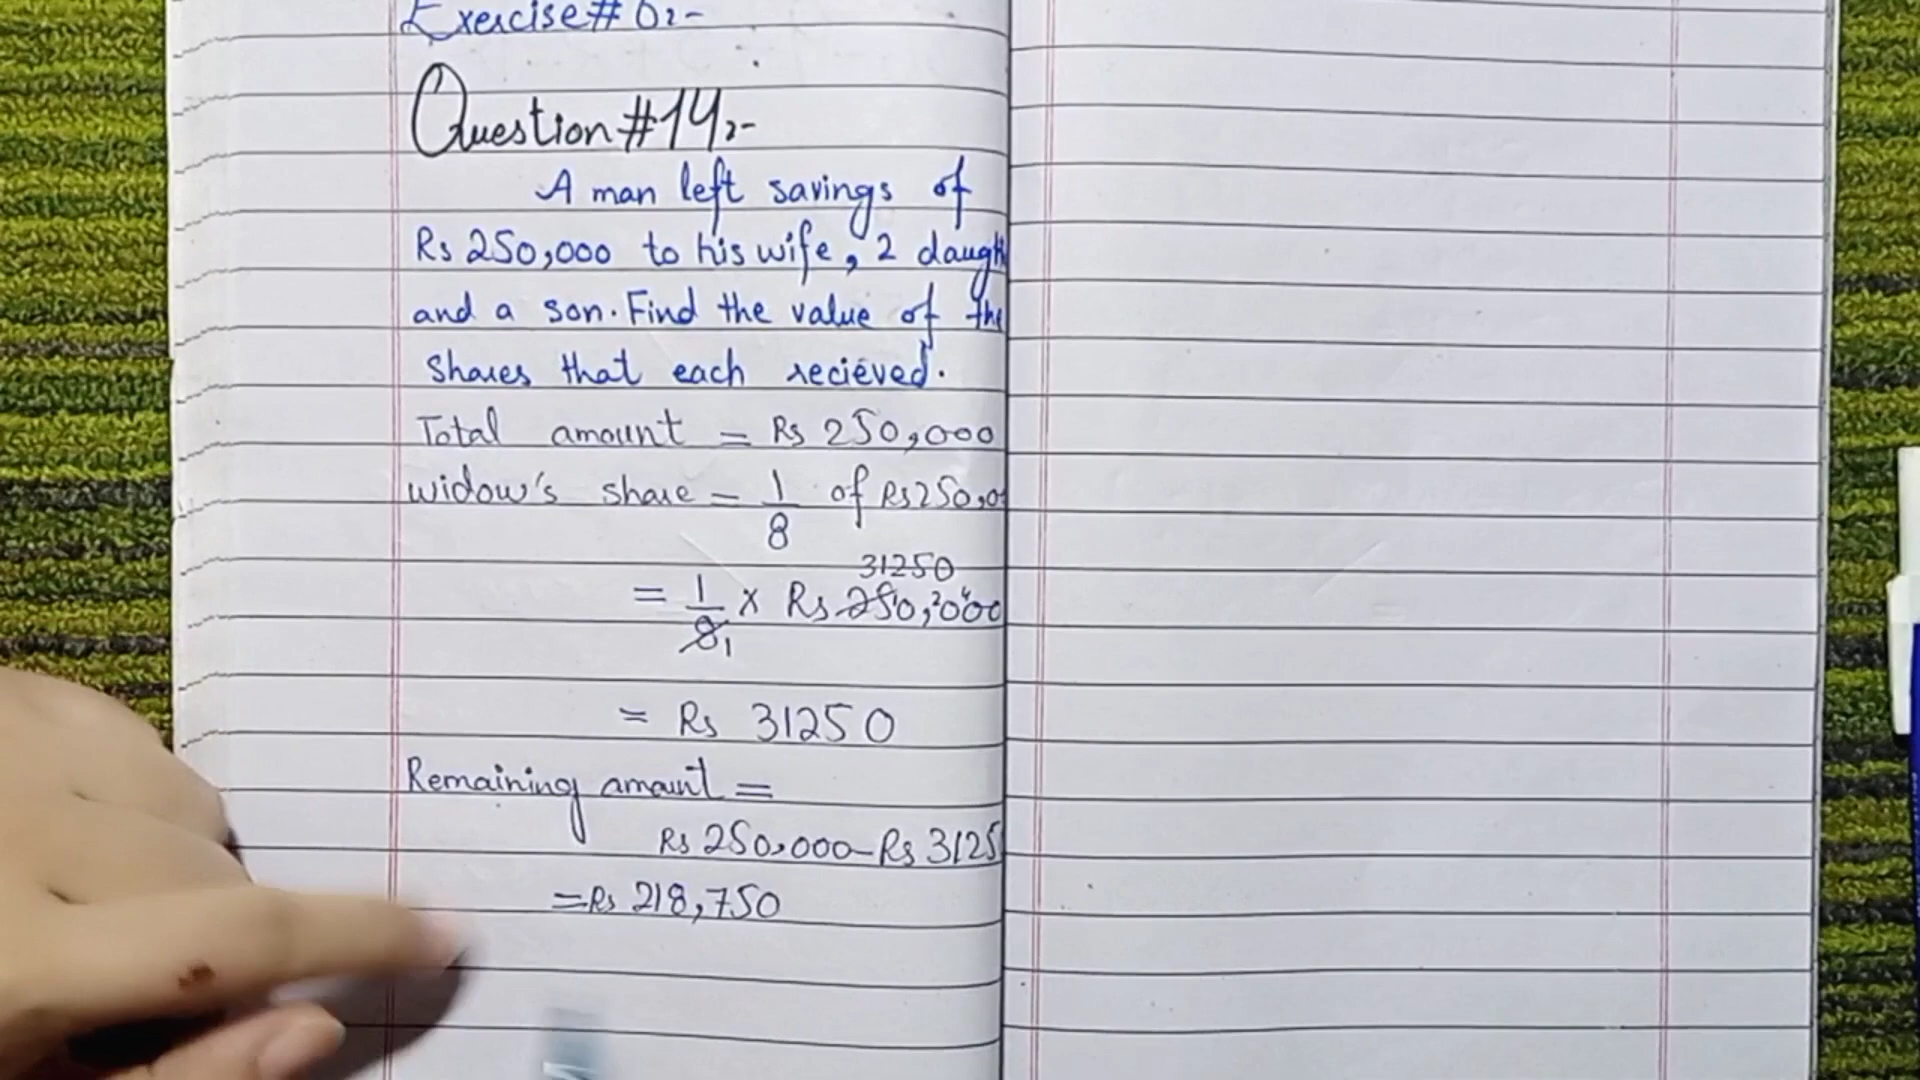 Exercise# 6:-
Question#14:-
A man left savings of
Rs 250,000 to his wife, 2 daugh
and a son. Find the value of the
shares that each recieved.
Total amount = Rs 250,000
widow's share = 1/8 of Rs 250,0
31250
= 1/8 1 x Rs 250,000
= Rs 31250
Remaining amount =
Rs 250,000 - Rs 3125
= Rs 218,750